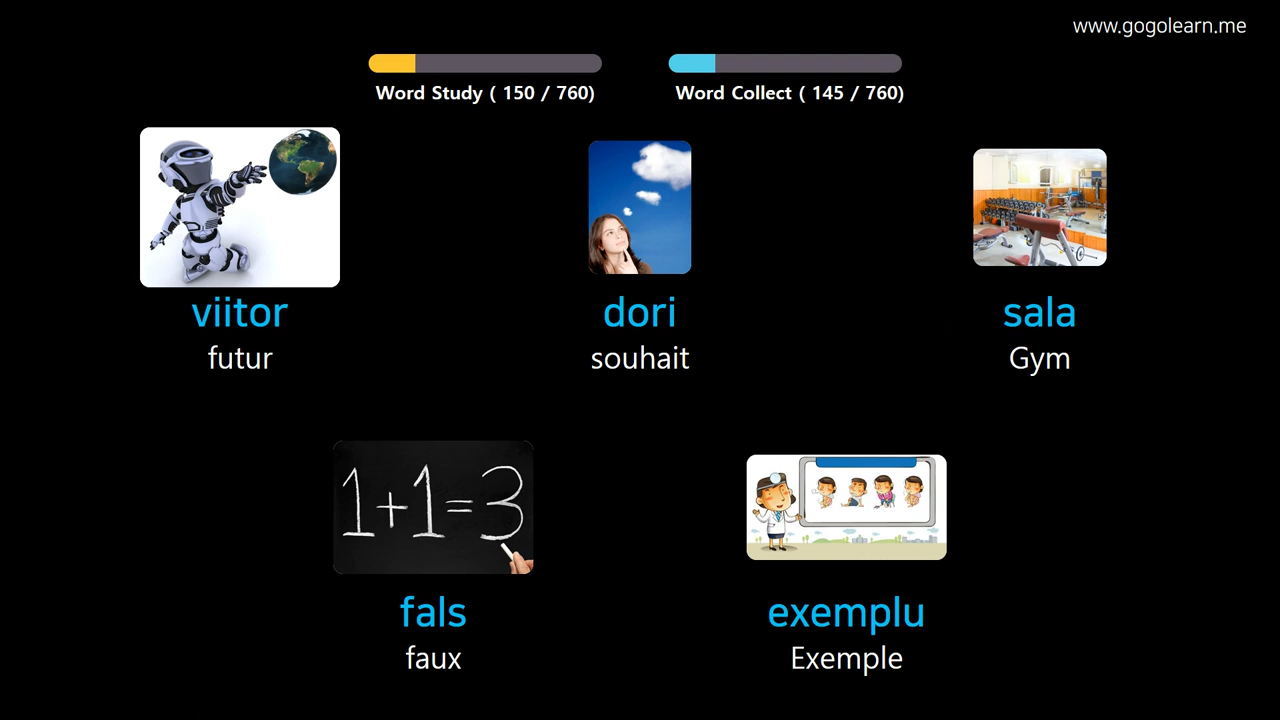 www.gogolearn.me
Word Study ( 150 / 760)
Word Collect ( 145 / 760)
viitor
futur
dori
souhait
sala
Gym
1+1=3
fals
faux
exemplu
Exemple